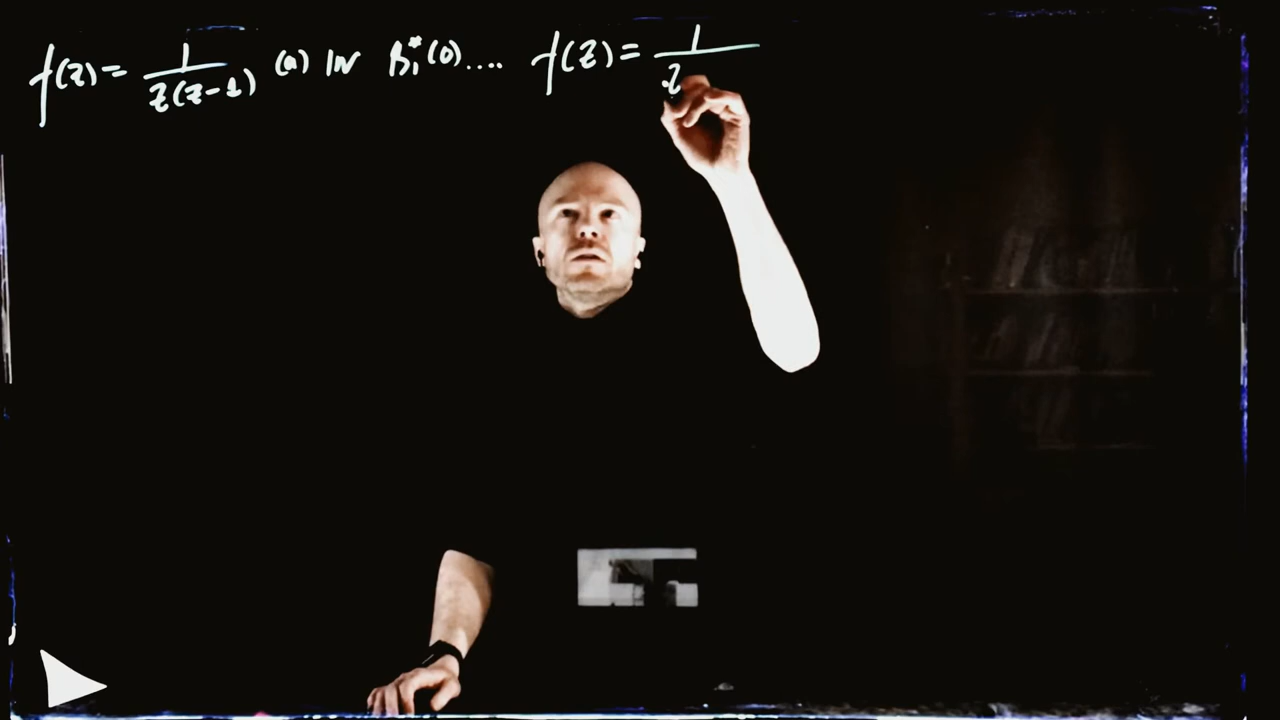 f(z) = 1/(z(z-1)) (a) IN B₁*(0).... f(z) = 1/z